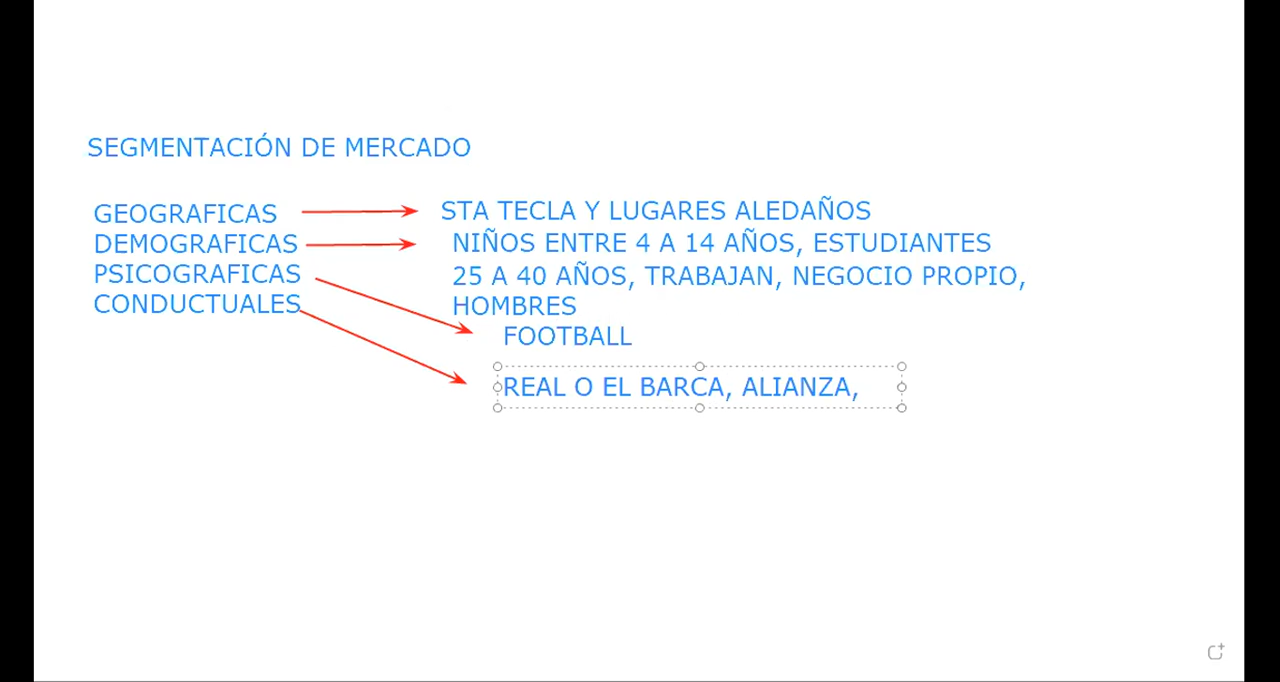 SEGMENTACIÓN DE MERCADO
GEOGRAFICAS
DEMOGRAFICAS
PSICOGRAFICAS
CONDUCTUALES
STA TECLA Y LUGARES ALEDAÑOS
NIÑOS ENTRE 4 A 14 AÑOS, ESTUDIANTES
25 A 40 AÑOS, TRABAJAN, NEGOCIO PROPIO,
HOMBRES
FOOTBALL
REAL O EL BARCA, ALIANZA,